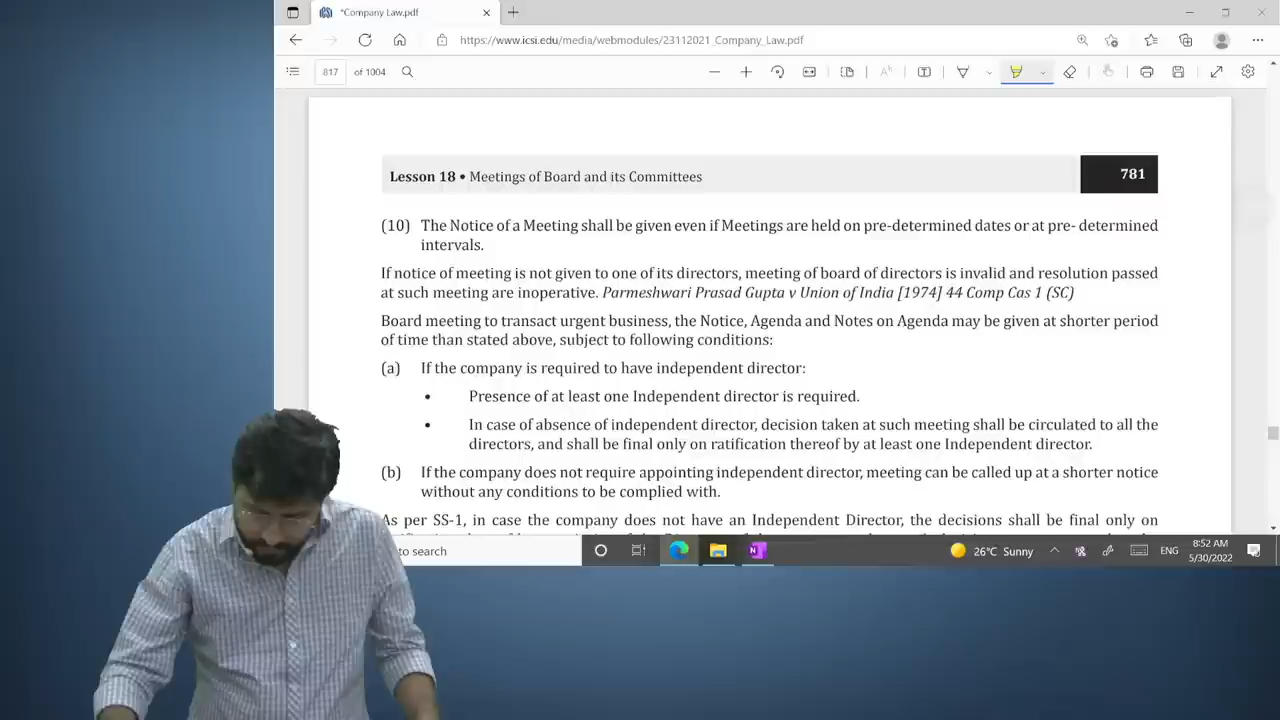 *Company Law.pdf
https://www.icsi.edu/media/webmodules/23112021_Company_Law.pdf
817 of 1004
Lesson 18 • Meetings of Board and its Committees 781
(10) The Notice of a Meeting shall be given even if Meetings are held on pre-determined dates or at pre- determined
intervals.
If notice of meeting is not given to one of its directors, meeting of board of directors is invalid and resolution passed
at such meeting are inoperative. Parmeshwari Prasad Gupta v Union of India [1974] 44 Comp Cas 1 (SC)
Board meeting to transact urgent business, the Notice, Agenda and Notes on Agenda may be given at shorter period
of time than stated above, subject to following conditions:
(a) If the company is required to have independent director:
• Presence of at least one Independent director is required.
• In case of absence of independent director, decision taken at such meeting shall be circulated to all the
directors, and shall be final only on ratification thereof by at least one Independent director.
(b) If the company does not require appointing independent director, meeting can be called up at a shorter notice
without any conditions to be complied with.
As per SS-1, in case the company does not have an Independent Director, the decisions shall be final only on
to search
26°C Sunny
ENG
8:52 AM
5/30/2022